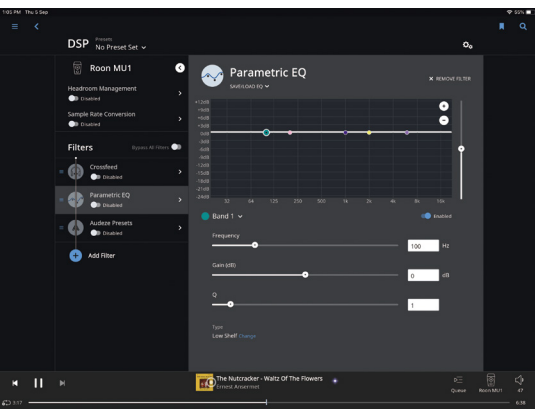 1:05 PM Thu 5 Sep
55%
DSP
Presets
No Preset Set
Roon MU1
Headroom Management
Disabled
Sample Rate Conversion
Disabled
Filters
Bypass All Filters
Crossfeed
Disabled
Parametric EQ
Disabled
Audeze Presets
Disabled
Add Filter
Parametric EQ
SAVE/LOAD EQ
REMOVE FILTER
+12dB
+9dB
+6dB
+3dB
0dB
-3dB
-6dB
-9dB
-12dB
-15dB
-18dB
-21dB
-24dB
32 64 125 250 500 1k 2k 4k 8k 16k
Band 1
Enabled
Frequency
100 Hz
Gain (dB)
0 dB
Q
1
Type
Low Shelf Change
The Nutcracker - Waltz Of The Flowers
Ernest Ansermet
Queue
Roon MU1
47
3:17
6:38